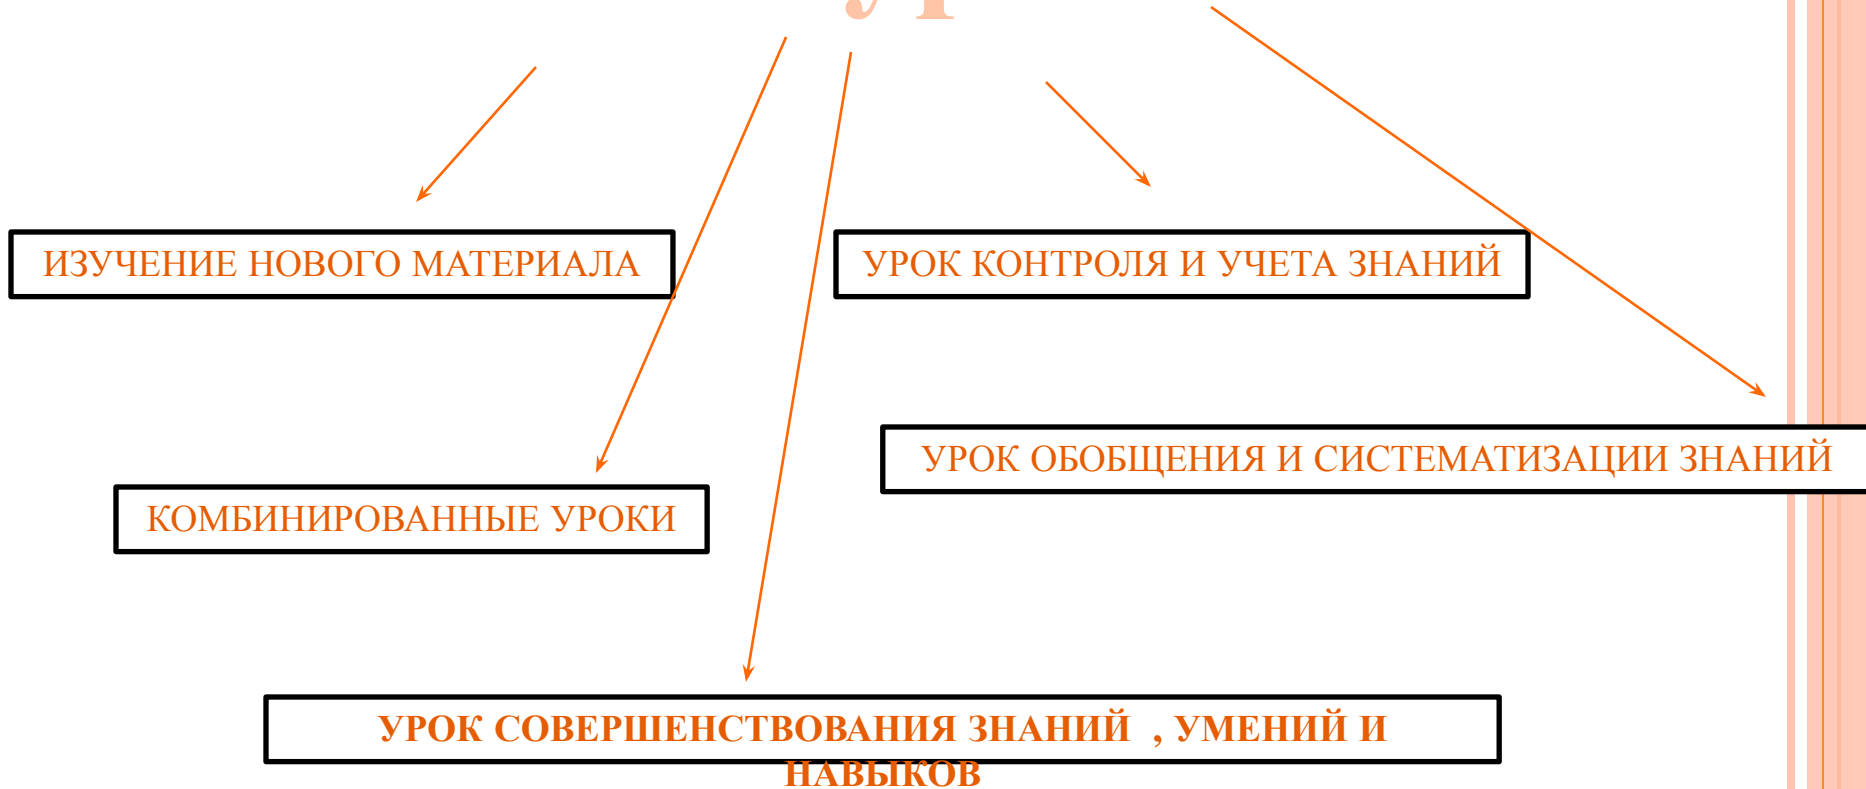 ИЗУЧЕНИЕ НОВОГО МАТЕРИАЛА
УРОК КОНТРОЛЯ И УЧЕТА ЗНАНИЙ
УРОК ОБОБЩЕНИЯ И СИСТЕМАТИЗАЦИИ ЗНАНИЙ
КОМБИНИРОВАННЫЕ УРОКИ
УРОК СОВЕРШЕНСТВОВАНИЯ ЗНАНИЙ , УМЕНИЙ И
НАВЫКОВ